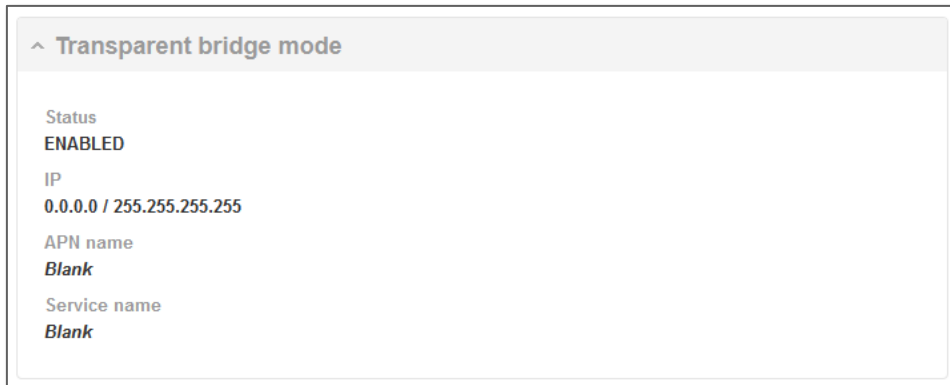 Transparent bridge mode
Status
ENABLED
IP
0.0.0.0 / 255.255.255.255
APN name
Blank
Service name
Blank